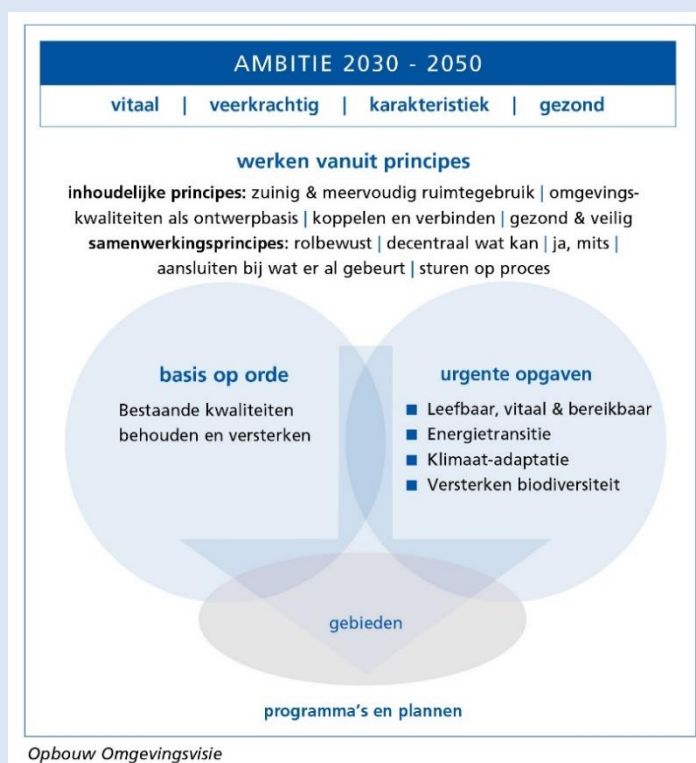 AMBITIE 2030 - 2050
vitaal | veerkrachtig | karakteristiek | gezond
werken vanuit principes
inhoudelijke principes: zuinig & meervoudig ruimtegebruik | omgevings-
kwaliteiten als ontwerpbasis | koppelen en verbinden | gezond & veilig
samenwerkingsprincipes: rolbewust | decentraal wat kan | ja, mits |
aansluiten bij wat er al gebeurt | sturen op proces
basis op orde
Bestaande kwaliteiten
behouden en versterken
urgente opgaven
■ Leefbaar, vitaal & bereikbaar
■ Energietransitie
■ Klimaat-adaptatie
■ Versterken biodiversiteit
gebieden
programma's en plannen
Opbouw Omgevingsvisie